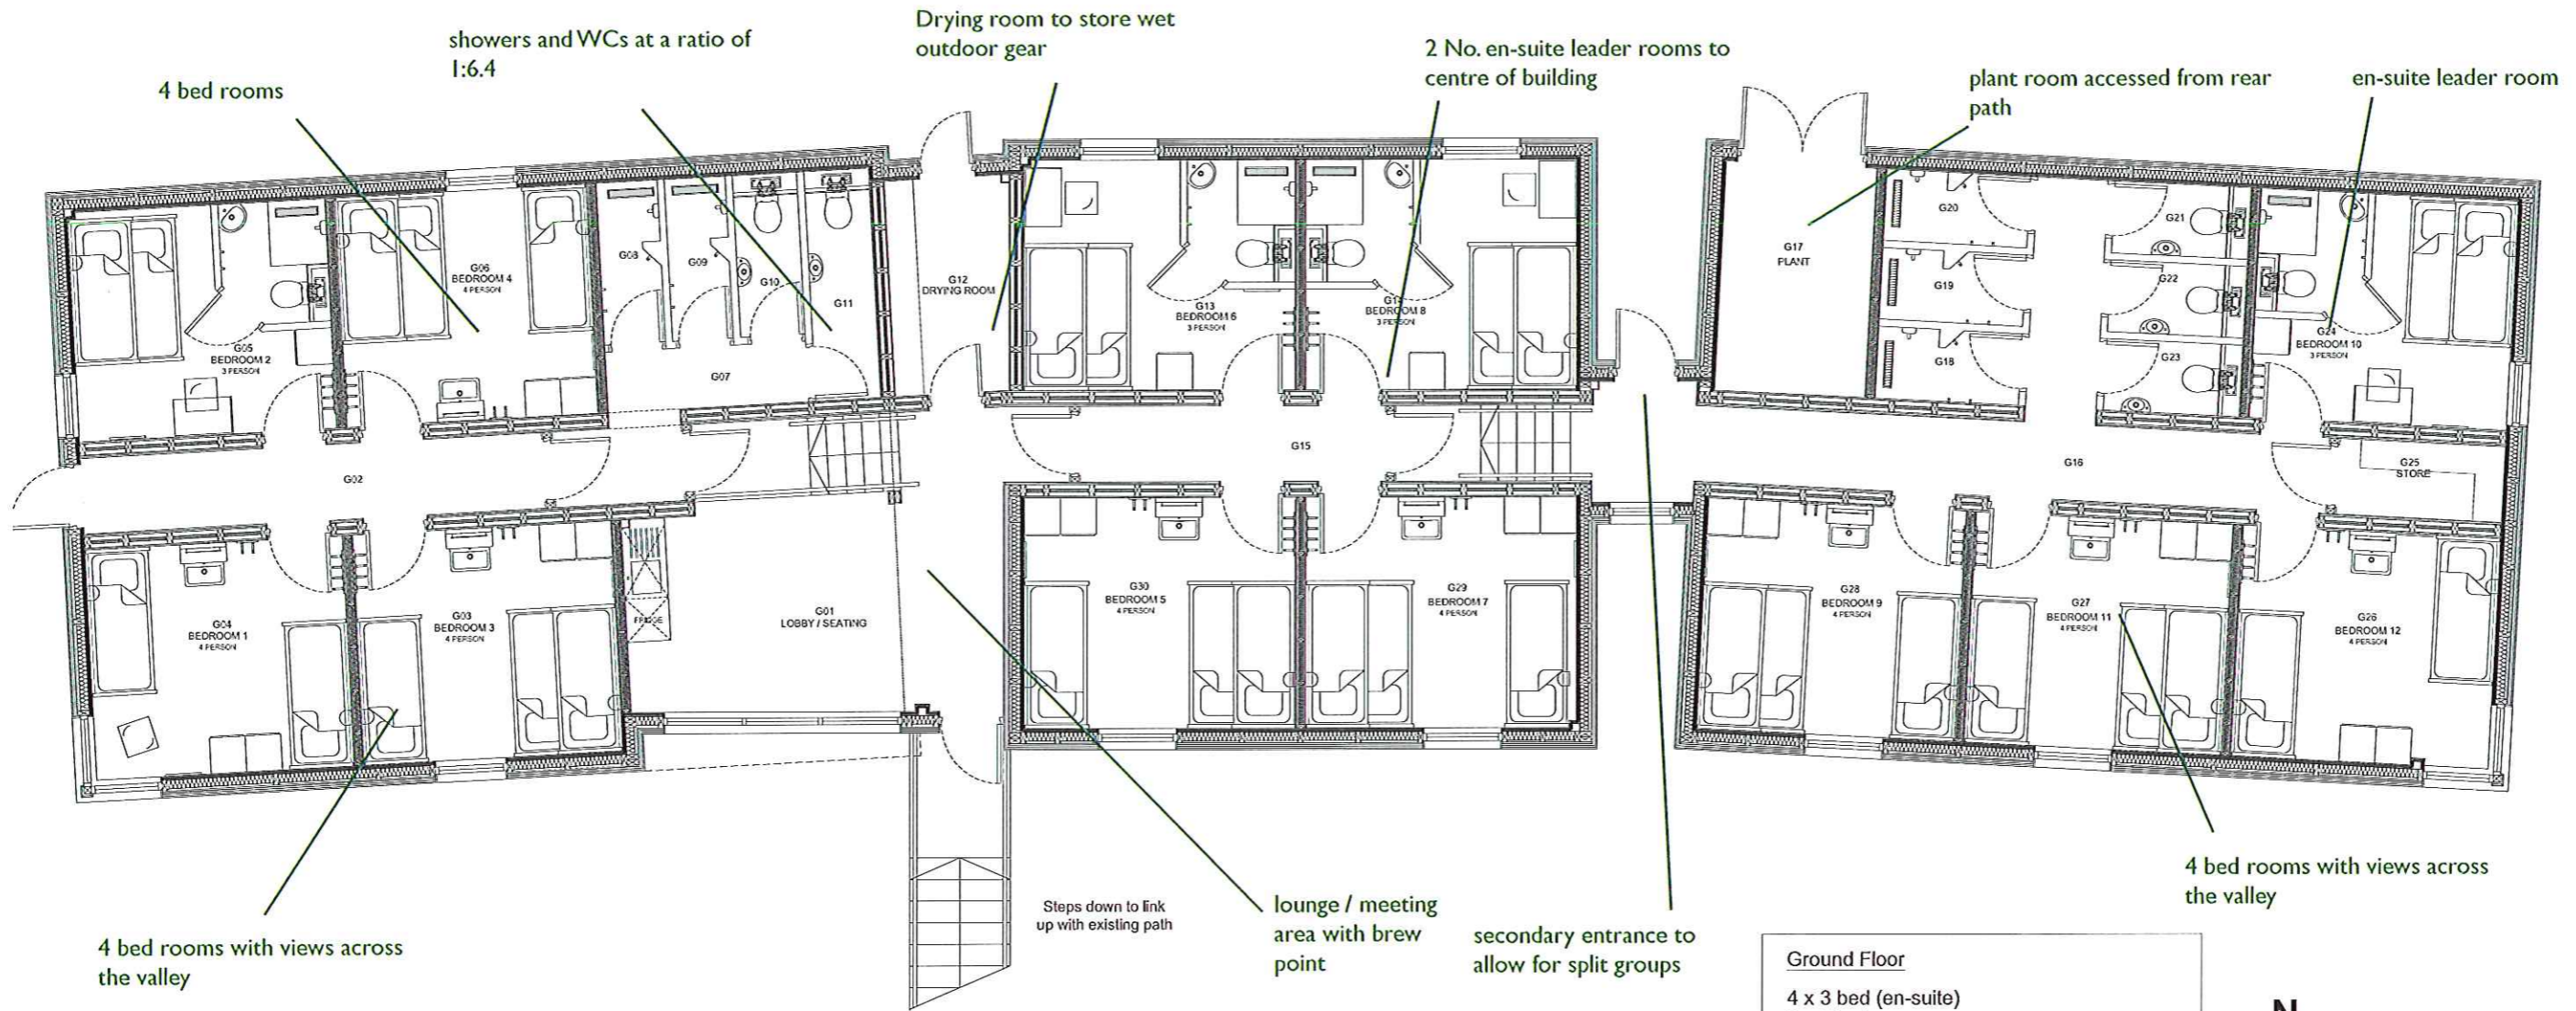 Drying room to store wet
outdoor gear
showers and WCs at a ratio of
1:6.4
2 No. en-suite leader rooms to
centre of building
4 bed rooms
plant room accessed from rear
path
en-suite leader room
G05
BEDROOM 2
3 PERSON
G06
BEDROOM 4
4 PERSON
G08
G09
G10
G11
G07
G12
DRYING ROOM
G13
BEDROOM 6
3 PERSON
BEDROOM 8
3 PERSON
G17
PLANT
G20
G19
G18
G21
G22
G23
G24
BEDROOM 10
3 PERSON
G02
G15
G16
G25
STORE
G04
BEDROOM 1
4 PERSON
G03
BEDROOM 3
4 PERSON
FRIDGE
G01
LOBBY / SEATING
G30
BEDROOM 5
4 PERSON
G29
BEDROOM 7
4 PERSON
G28
BEDROOM 9
4 PERSON
G27
BEDROOM 11
4 PERSON
G26
BEDROOM 12
4 PERSON
4 bed rooms with views across
the valley
Steps down to link
up with existing path
lounge / meeting
area with brew
point
secondary entrance to
allow for split groups
4 bed rooms with views across
the valley
Ground Floor
4 x 3 bed (en-suite)